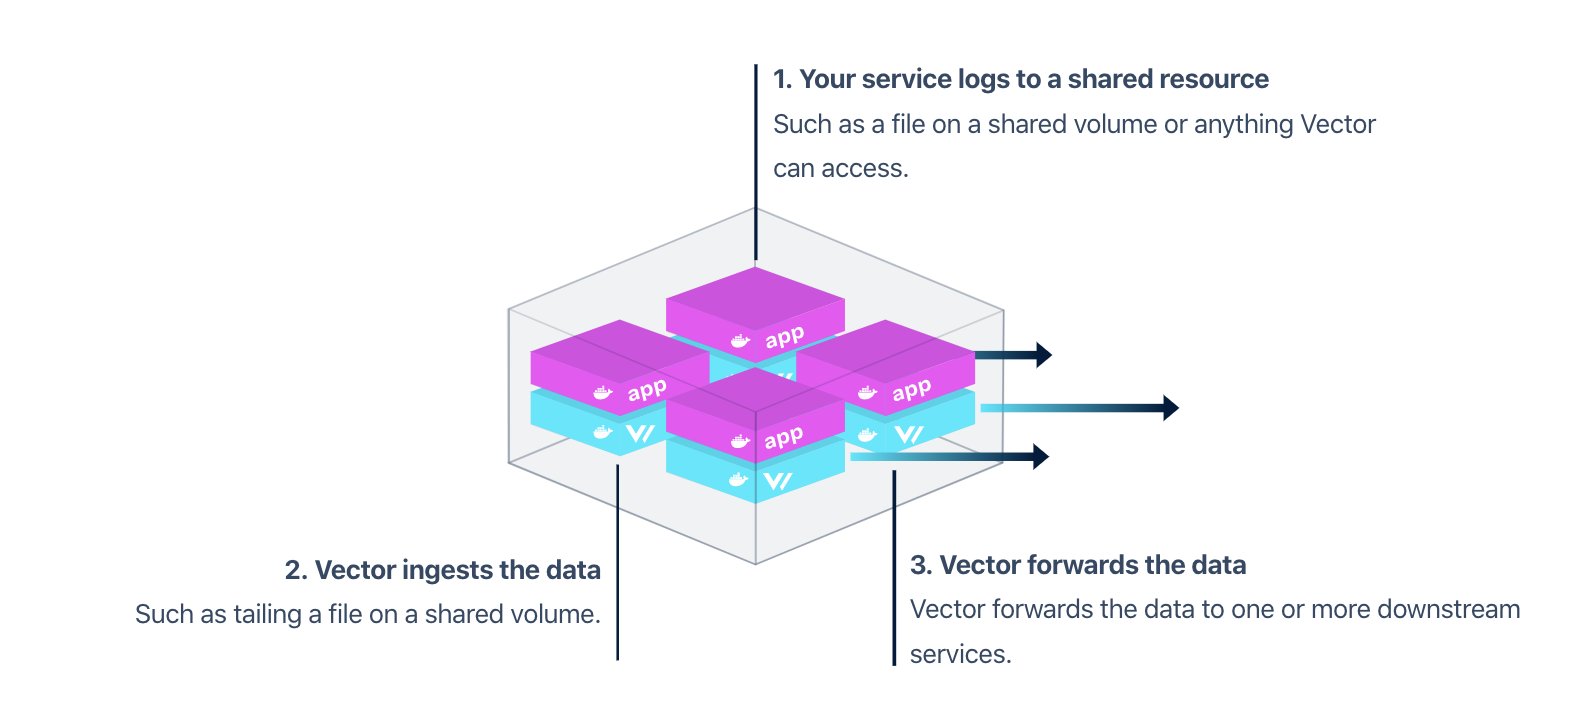 1. Your service logs to a shared resource
Such as a file on a shared volume or anything Vector
can access.
app
app
app
app
2. Vector ingests the data
Such as tailing a file on a shared volume.
3. Vector forwards the data
Vector forwards the data to one or more downstream
services.